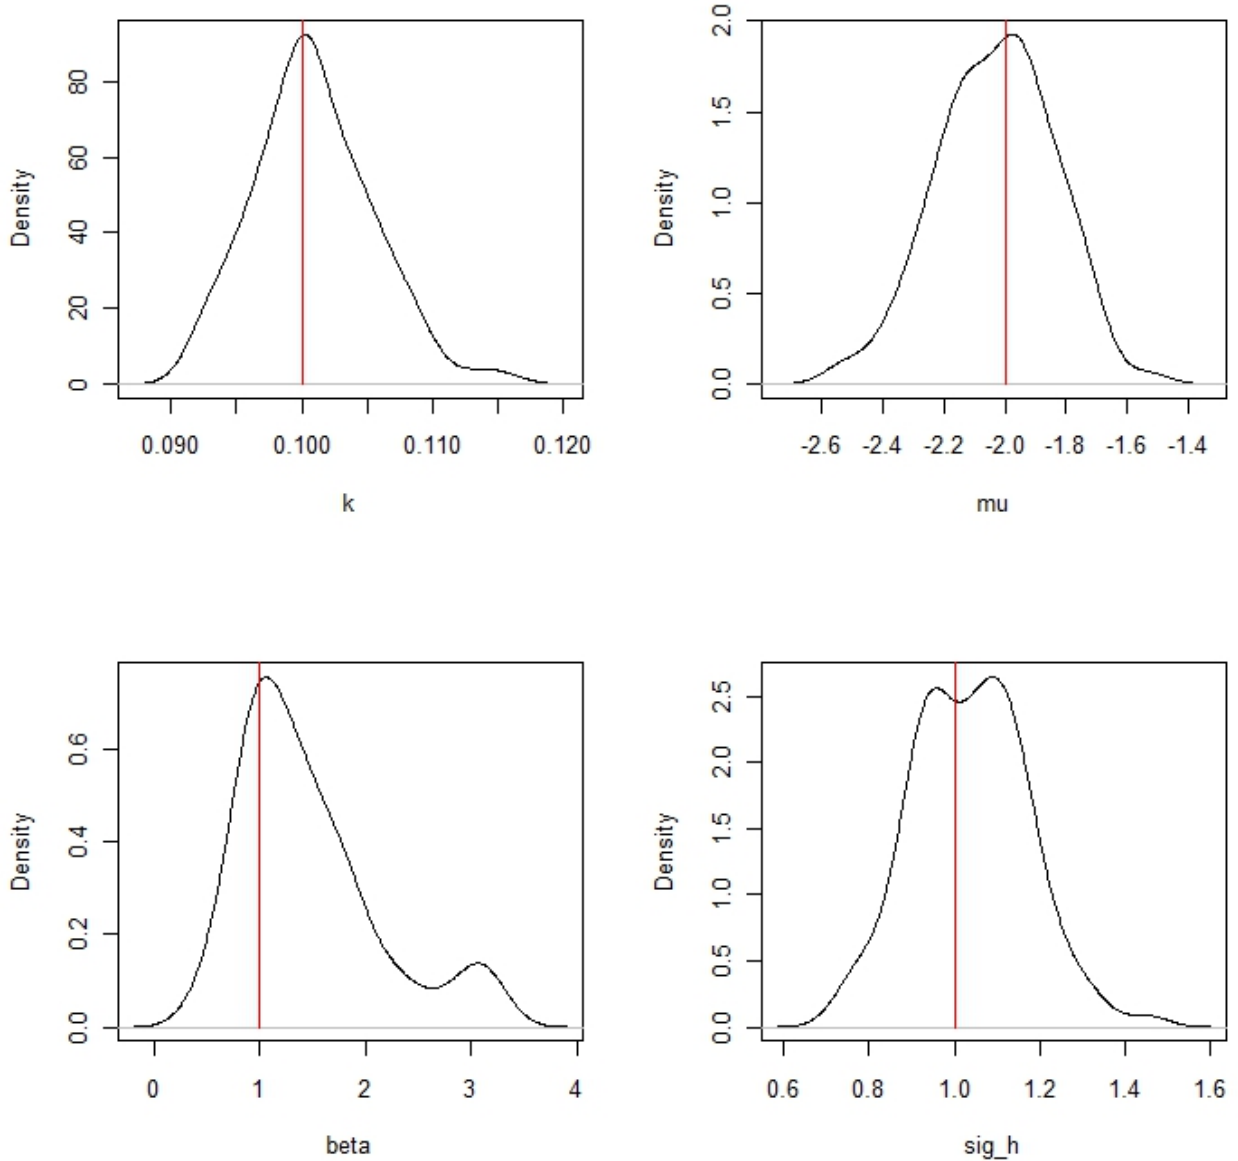 Density
0 20 40 60 80
0.090 0.100 0.110 0.120
k
Density
0.0 0.5 1.0 1.5 2.0
-2.6 -2.4 -2.2 -2.0 -1.8 -1.6 -1.4
mu
Density
0.0 0.2 0.4 0.6
0 1 2 3 4
beta
Density
0.0 0.5 1.0 1.5 2.0 2.5
0.6 0.8 1.0 1.2 1.4 1.6
sig_h